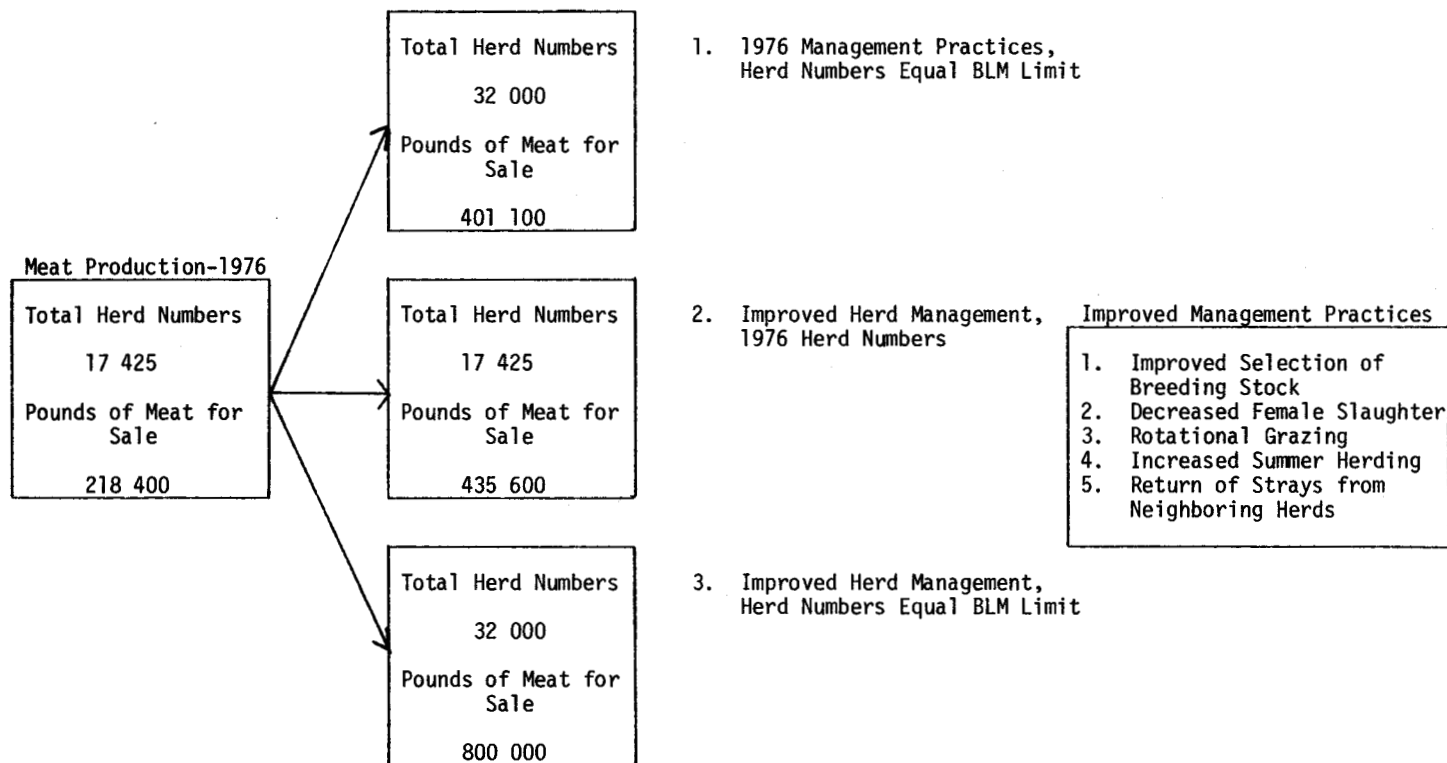 Total Herd Numbers
32 000
Pounds of Meat for
Sale
401 100
1. 1976 Management Practices,
Herd Numbers Equal BLM Limit
Meat Production-1976
Total Herd Numbers
17 425
Pounds of Meat for
Sale
218 400
Total Herd Numbers
17 425
Pounds of Meat for
Sale
435 600
2. Improved Herd Management,
1976 Herd Numbers
Improved Management Practices
1. Improved Selection of
Breeding Stock
2. Decreased Female Slaughter
3. Rotational Grazing
4. Increased Summer Herding
5. Return of Strays from
Neighboring Herds
Total Herd Numbers
32 000
Pounds of Meat for
Sale
800 000
3. Improved Herd Management,
Herd Numbers Equal BLM Limit